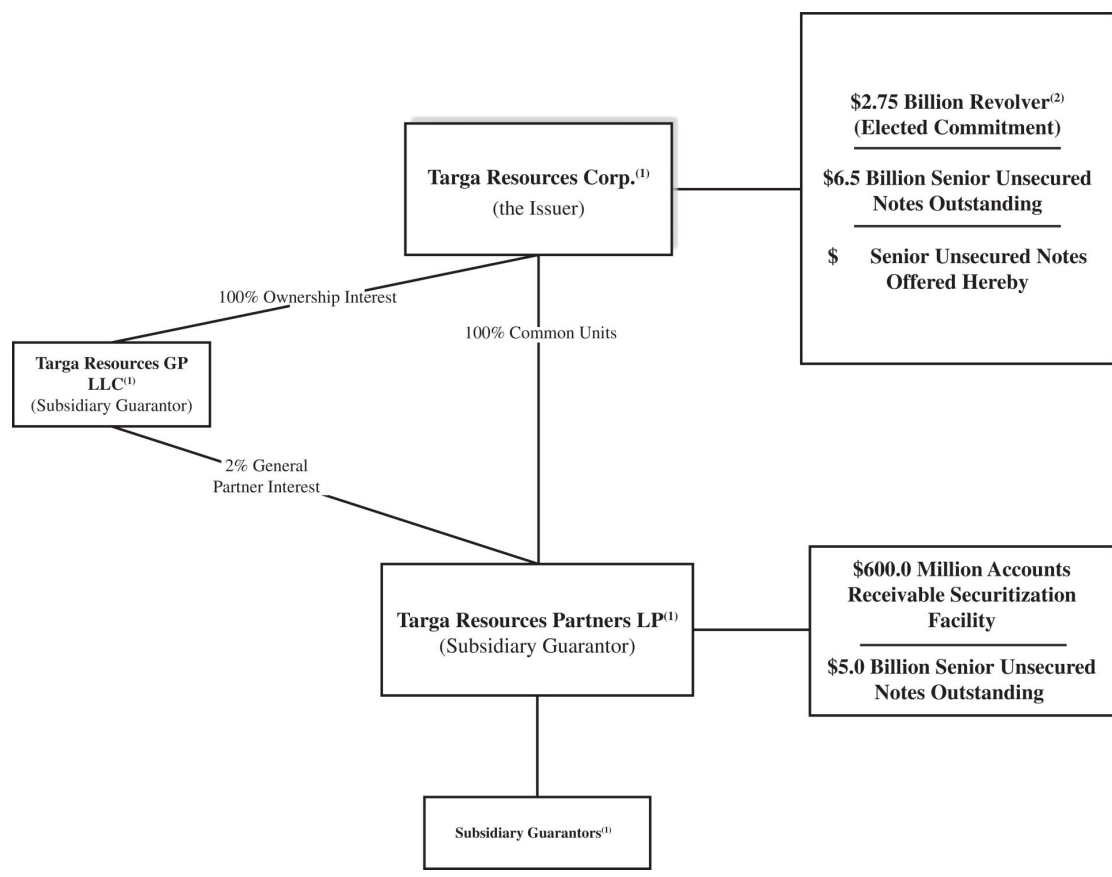 $2.75 Billion Revolver(2)
(Elected Commitment)
$6.5 Billion Senior Unsecured
Notes Outstanding
$ Senior Unsecured Notes
Offered Hereby
Targa Resources Corp.(1)
(the Issuer)
100% Ownership Interest
100% Common Units
Targa Resources GP
LLC(1)
(Subsidiary Guarantor)
2% General
Partner Interest
Targa Resources Partners LP(1)
(Subsidiary Guarantor)
$600.0 Million Accounts
Receivable Securitization
Facility
$5.0 Billion Senior Unsecured
Notes Outstanding
Subsidiary Guarantors(1)